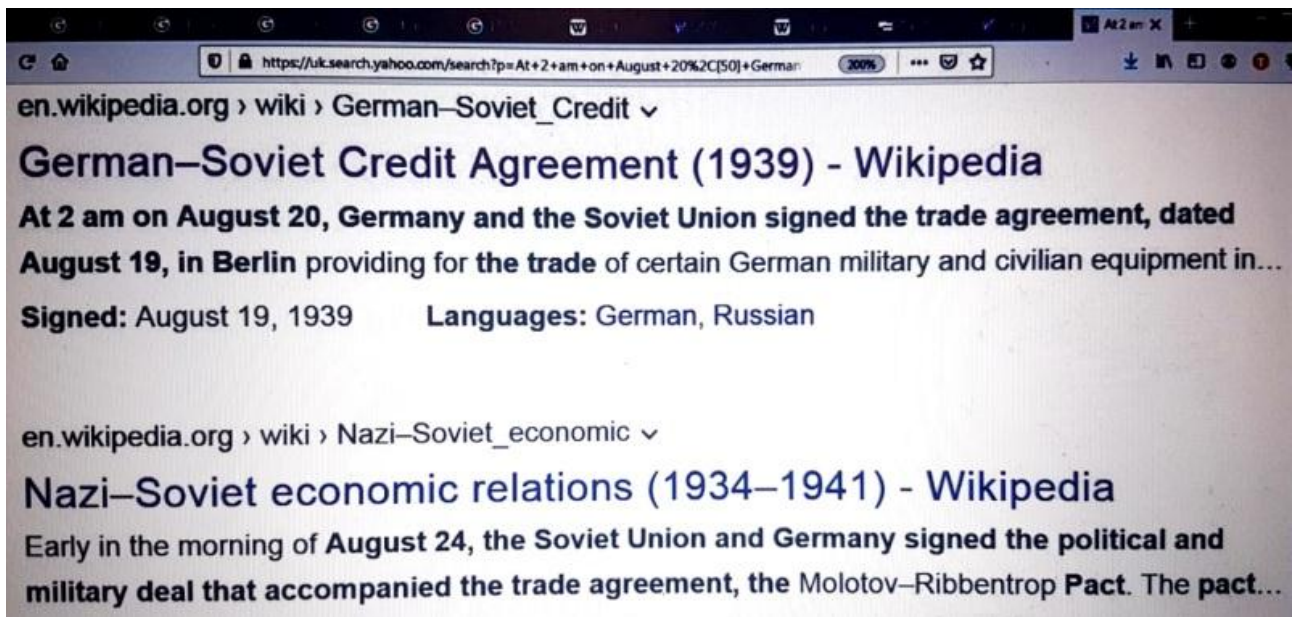 At 2 am
https://uk.search.yahoo.com/search?p=At+2+am+on+August+20%2C[50]+German
200%
en.wikipedia.org › wiki › German–Soviet_Credit
German–Soviet Credit Agreement (1939) - Wikipedia
At 2 am on August 20, Germany and the Soviet Union signed the trade agreement, dated
August 19, in Berlin providing for the trade of certain German military and civilian equipment in...
Signed: August 19, 1939 Languages: German, Russian
en.wikipedia.org › wiki › Nazi–Soviet_economic
Nazi–Soviet economic relations (1934–1941) - Wikipedia
Early in the morning of August 24, the Soviet Union and Germany signed the political and
military deal that accompanied the trade agreement, the Molotov–Ribbentrop Pact. The pact...